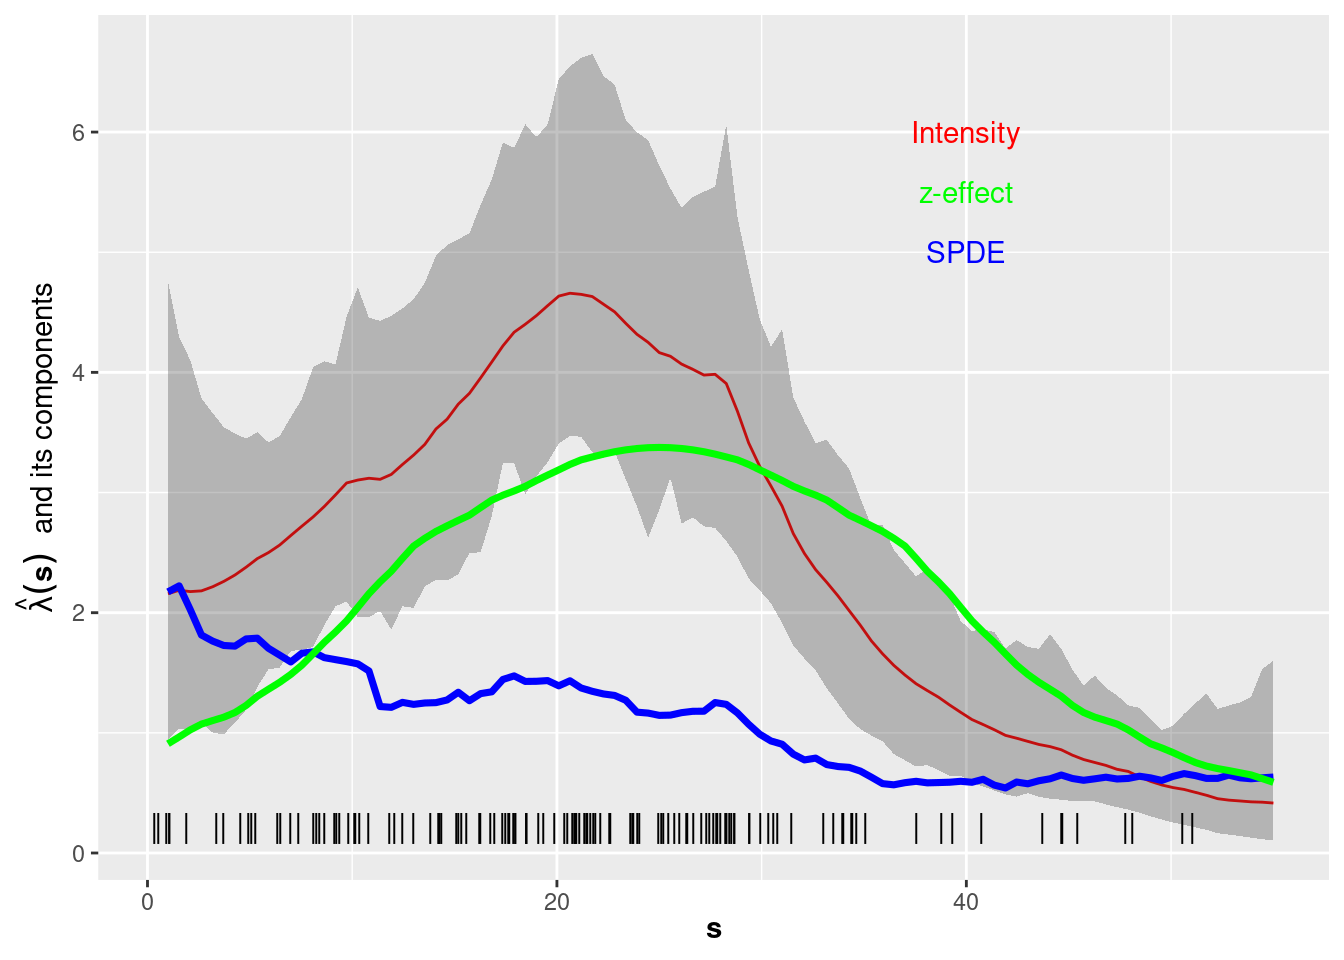 λ̂(s) and its components
6
4
2
0
Intensity
z-effect
SPDE
0 20 40
s